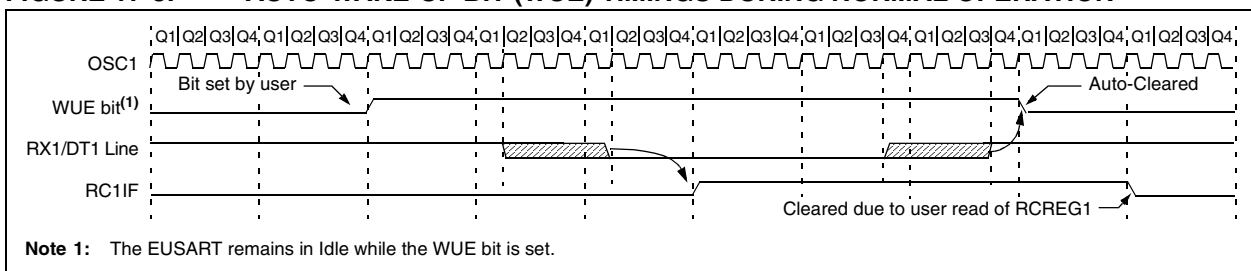 FIGURE AUTO-WAKE-UP BIT (WUE) TIMINGS DURING NORMAL OPERATION
Q1 Q2 Q3 Q4 Q1 Q2 Q3 Q4 Q1 Q2 Q3 Q4 Q1 Q2 Q3 Q4 Q1 Q2 Q3 Q4 Q1 Q2 Q3 Q4 Q1 Q2 Q3 Q4 Q1 Q2 Q3 Q4 Q1 Q2 Q3 Q4 Q1 Q2 Q3 Q4
OSC1
Bit set by user
Auto-Cleared
WUE bit(1)
RX1/DT1 Line
RC1IF
Cleared due to user read of RCREG1
Note 1: The EUSART remains in Idle while the WUE bit is set.